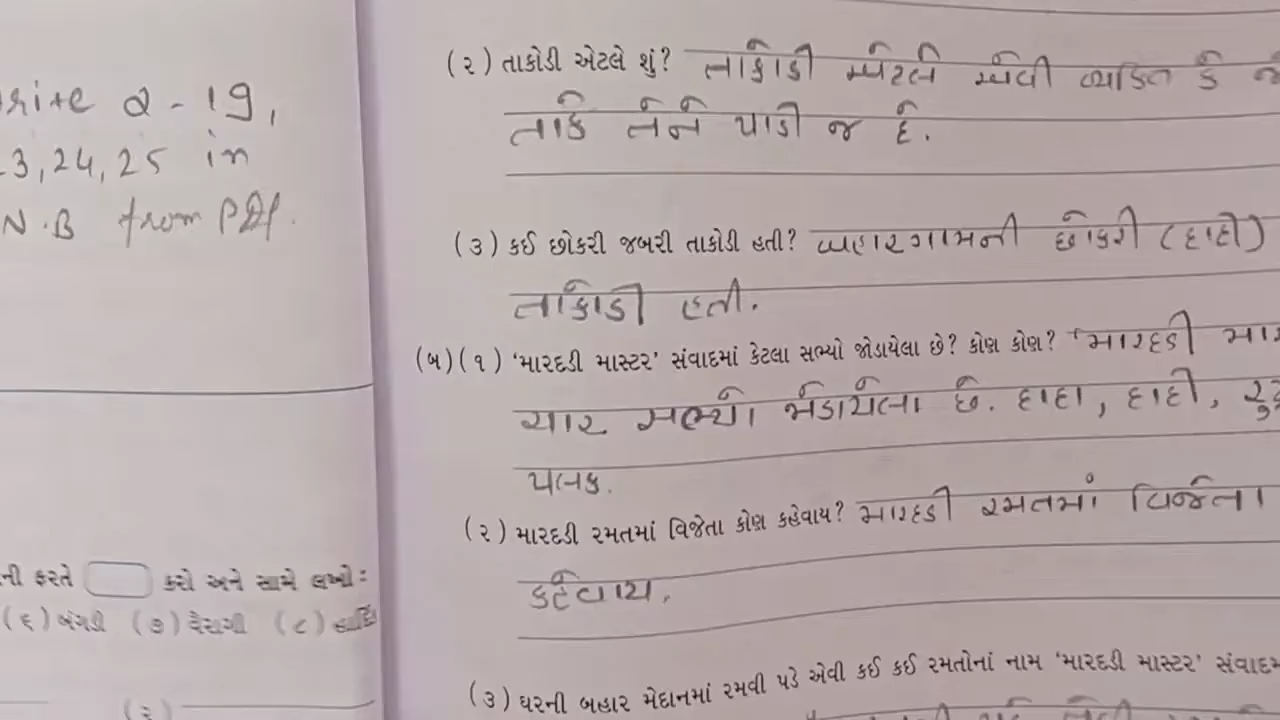 write 2-19,
23, 24, 25 in
N.B from PDF.
ની ફરતે કરો અને સામે લખો :
(૬) બંગડી (૭) વૈરાગી (૮)
(૨) તાકોડી એટલે શું? તાકોડી એટલે એવી વ્યક્તિ કે જે
તાકે તેને પાડી જ દે.
(૩) કઈ છોકરી જબરી તાકોડી હતી? બહારગામની છોકરી (હાહી)
તાકોડી હતી.
(બ) (૧) ‘મારદડી માસ્ટર’ સંવાદમાં કેટલા સભ્યો જોડાયેલા છે? કોણ કોણ? ‘મારદડી
ચાર સભ્યો જોડાયેલા છે. દાદા, દાદી,
પલક.
(૨) મારદડી રમતમાં વિજેતા કોણ કહેવાય? મારદડી રમતમાં વિજેતા
કહેવાય.
(૩) ઘરની બહાર મેદાનમાં રમવી પડે એવી કઈ કઈ રમતોનાં નામ ‘મારદડી માસ્ટર’ સંવાદમાં
(૨)